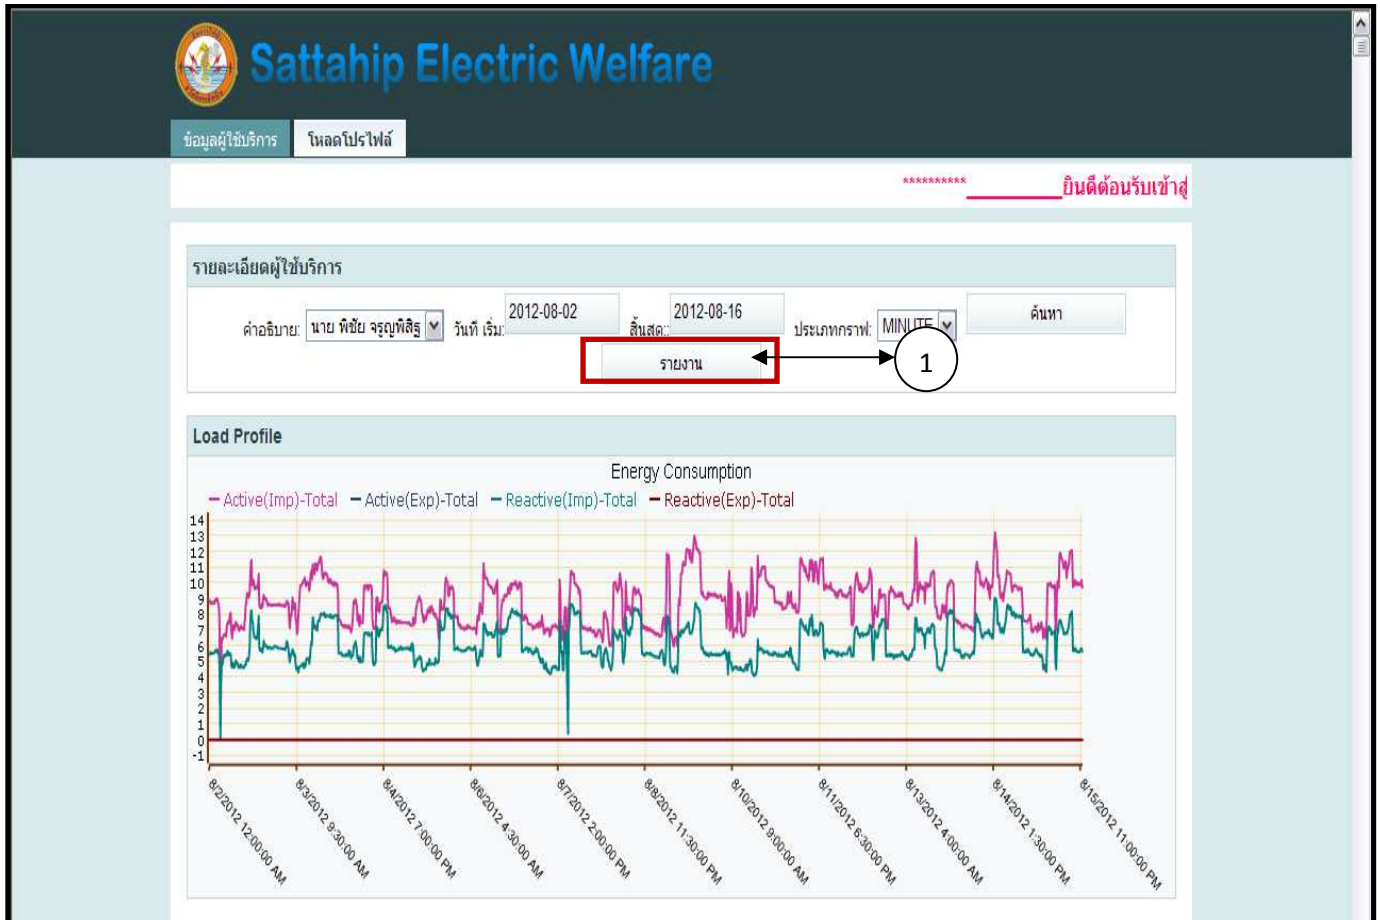 Sattahip Electric Welfare
ข้อมูลผู้ใช้บริการ โหลดโปรไฟล์
********** __________ยินดีต้อนรับเข้าสู่
รายละเอียดผู้ใช้บริการ
คำอธิบาย: นาย พิชัย จรูญพิสิฐ วันที่ เริ่ม: 2012-08-02 สิ้นสุด:: 2012-08-16 ประเภทกราฟ: MINUTE ค้นหา
รายงาน 1
Load Profile
Energy Consumption
Active(Imp)-Total Active(Exp)-Total Reactive(Imp)-Total Reactive(Exp)-Total
14
13
12
11
10
9
8
7
6
5
4
3
2
1
0
-1
8/2/2012 12:00:00 AM
8/3/2012 9:30:00 AM
8/4/2012 7:00:00 PM
8/6/2012 4:30:00 AM
8/7/2012 2:00:00 PM
8/8/2012 11:30:00 PM
8/10/2012 9:00:00 AM
8/11/2012 6:30:00 PM
8/13/2012 4:00:00 AM
8/14/2012 1:30:00 PM
8/15/2012 11:00:00 PM